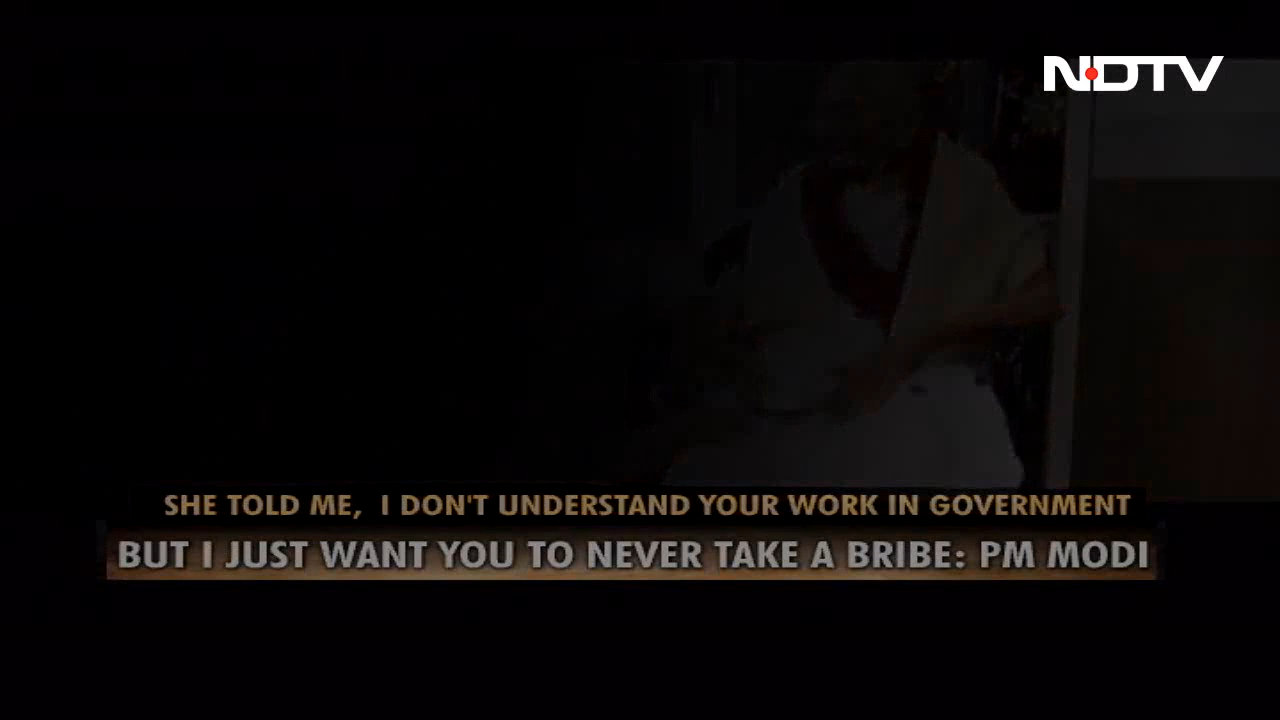 NDTV
SHE TOLD ME, I DON'T UNDERSTAND YOUR WORK IN GOVERNMENT
BUT I JUST WANT YOU TO NEVER TAKE A BRIBE: PM MODI